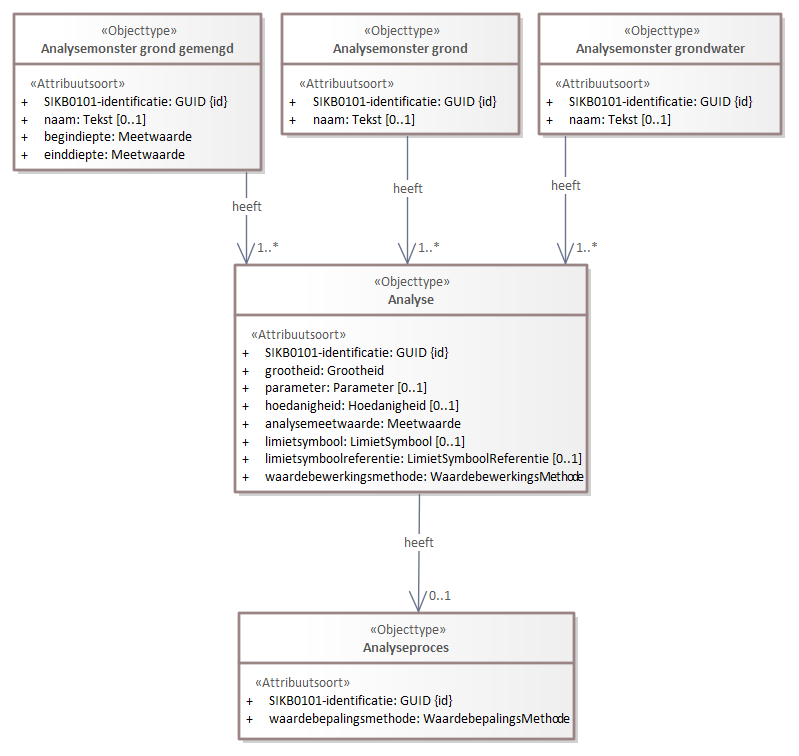 «Objecttype»
Analysemonster grond gemengd
«Attribuutsoort»
+ SIKB0101-identificatie: GUID {id}
+ naam: Tekst [0..1]
+ begindiepte: Meetwaarde
+ einddiepte: Meetwaarde
«Objecttype»
Analysemonster grond
«Attribuutsoort»
+ SIKB0101-identificatie: GUID {id}
+ naam: Tekst [0..1]
«Objecttype»
Analysemonster grondwater
«Attribuutsoort»
+ SIKB0101-identificatie: GUID {id}
+ naam: Tekst [0..1]
heeft
heeft
heeft
1..*
1..*
1..*
«Objecttype»
Analyse
«Attribuutsoort»
+ SIKB0101-identificatie: GUID {id}
+ grootheid: Grootheid
+ parameter: Parameter [0..1]
+ hoedanigheid: Hoedanigheid [0..1]
+ analysemeetwaarde: Meetwaarde
+ limietsymbool: LimietSymbool [0..1]
+ limietsymboolreferentie: LimietSymboolReferentie [0..1]
+ waardebewerkingsmethode: WaardebewerkingsMethode
heeft
0..1
«Objecttype»
Analyseproces
«Attribuutsoort»
+ SIKB0101-identificatie: GUID {id}
+ waardebepalingsmethode: WaardebepalingsMethode